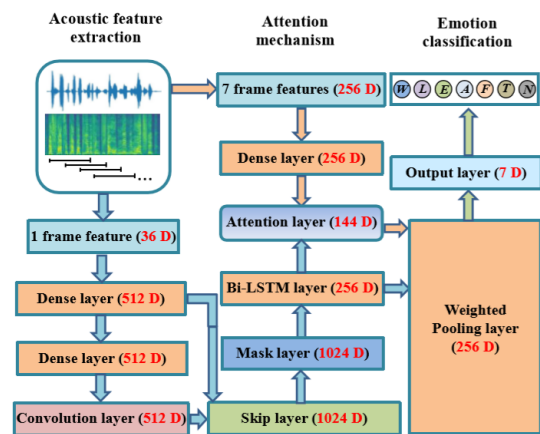 Acoustic feature
extraction
Attention
mechanism
Emotion
classification
7 frame features (256 D)
W L E A F T N
Dense layer (256 D)
Output layer (7 D)
...
1 frame feature (36 D)
Attention layer (144 D)
Dense layer (512 D)
Bi-LSTM layer (256 D)
Weighted
Pooling layer
(256 D)
Dense layer (512 D)
Mask layer (1024 D)
Convolution layer (512 D)
Skip layer (1024 D)